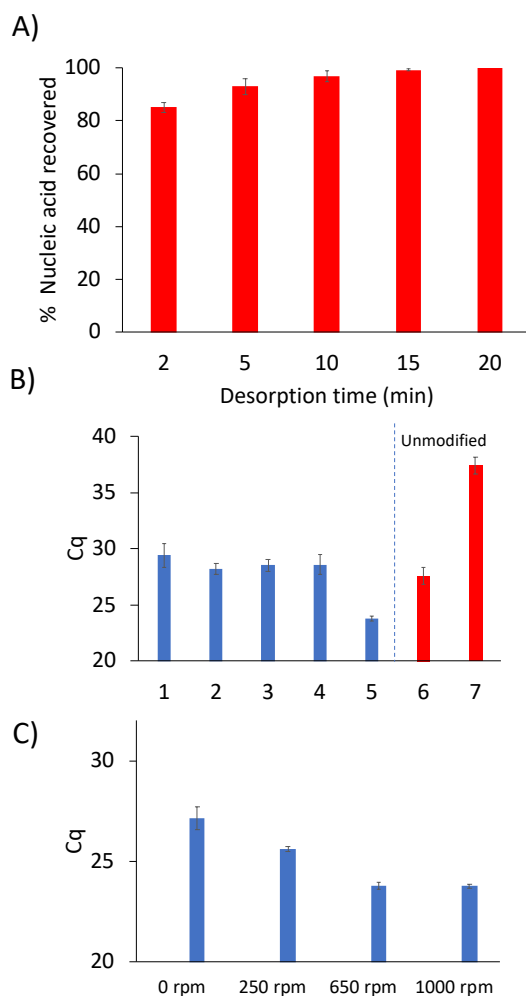 A)
% Nucleic acid recovered
100
80
60
40
20
0
2 5 10 15 20
Desorption time (min)
B)
Unmodified
Cq
40
35
30
25
20
1 2 3 4 5 6 7
C)
Cq
30
25
20
0 rpm 250 rpm 650 rpm 1000 rpm